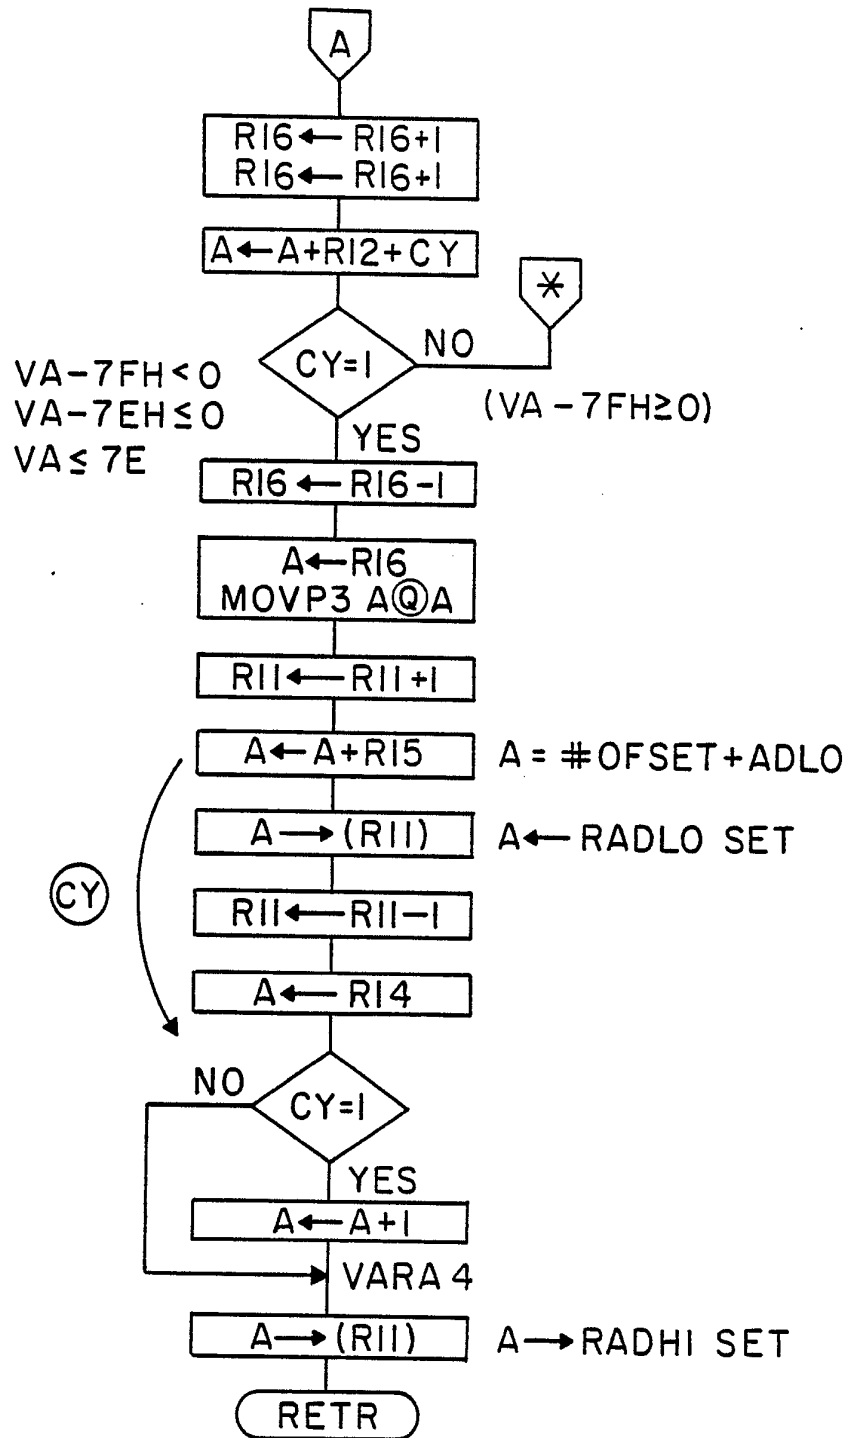 A
R16 ← R16+1
R16 ← R16+1
A ← A+R12+CY
*
CY=1
NO
(VA-7FH≥0)
VA-7FH<0
VA-7EH≤0
VA≤ 7E
YES
R16 ← R16-1
A ← R16
MOVP3 AⓆA
R11 ← R11+1
A ← A+R15
A = #OFSET+ADLO
A → (R11)
A ← RADLO SET
CY
R11 ← R11-1
A ← R14
NO
CY=1
YES
A ← A+1
VARA 4
A → (R11)
A → RADHI SET
RETR